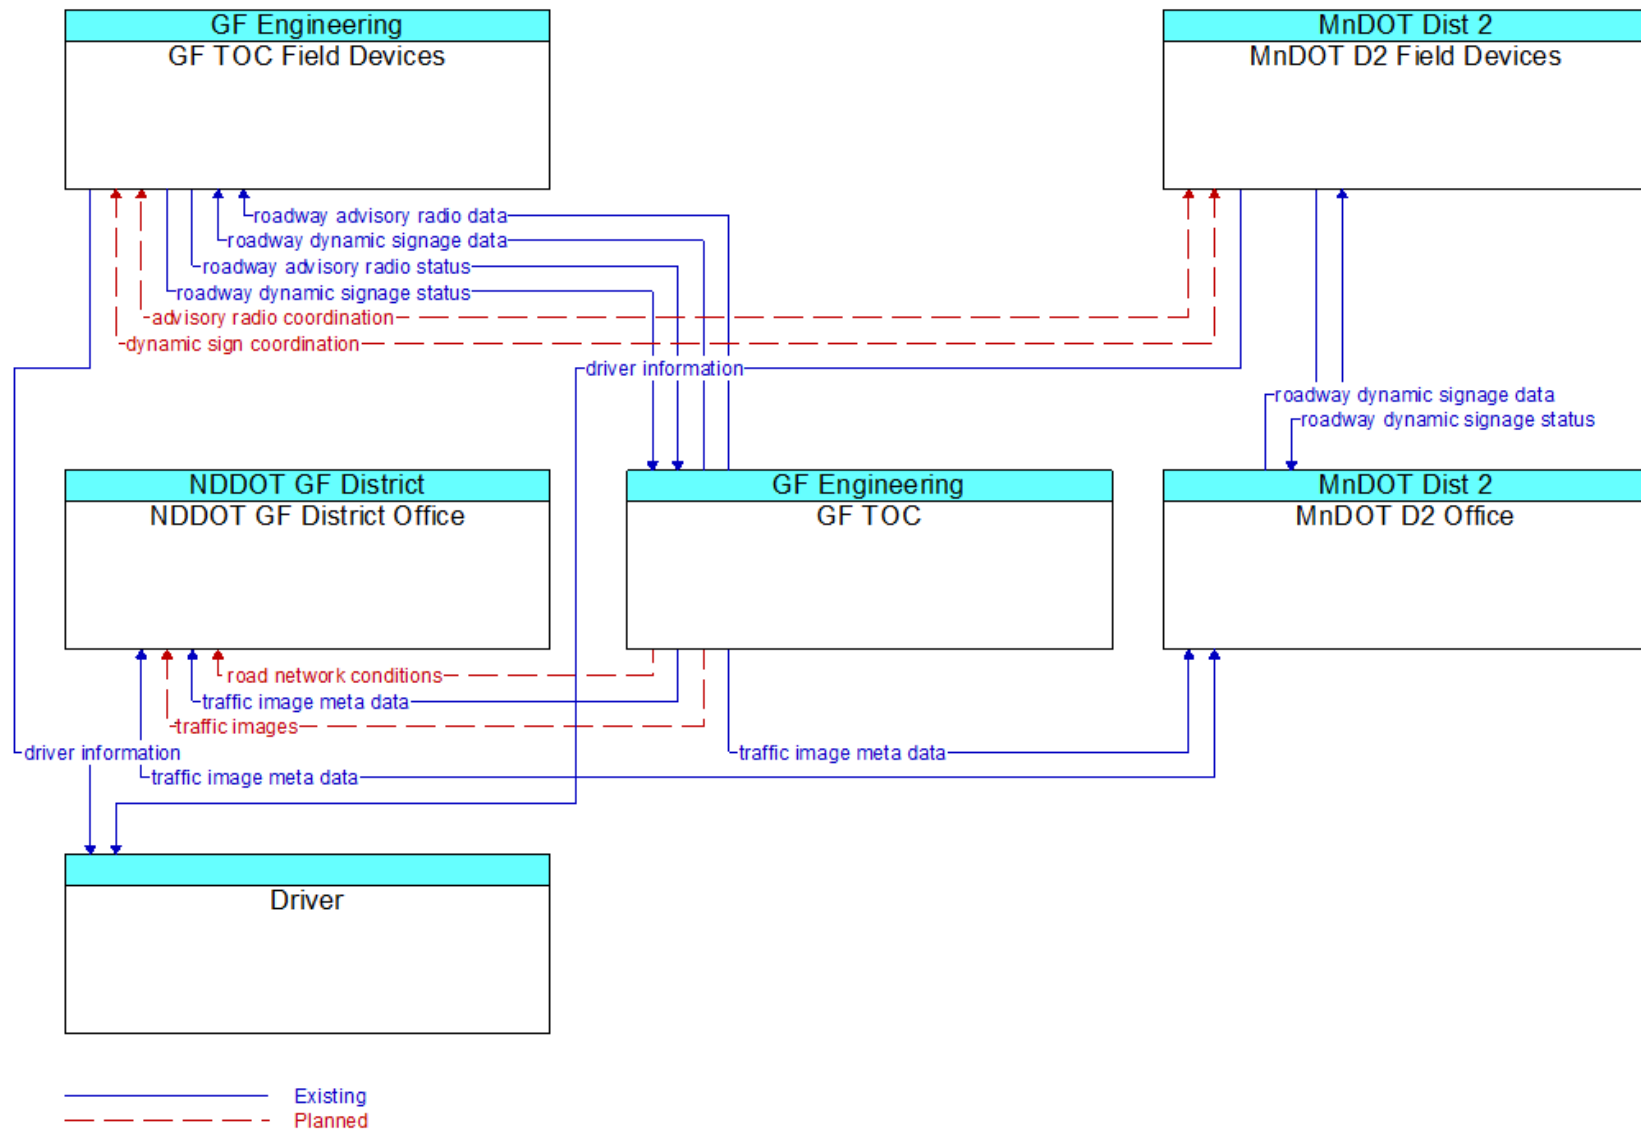 GF Engineering
GF TOC Field Devices
MnDOT Dist 2
MnDOT D2 Field Devices
roadway advisory radio data
roadway dynamic signage data
roadway advisory radio status
roadway dynamic signage status
advisory radio coordination
dynamic sign coordination
driver information
roadway dynamic signage data
roadway dynamic signage status
NDDOT GF District
NDDOT GF District Office
GF Engineering
GF TOC
MnDOT Dist 2
MnDOT D2 Office
road network conditions
traffic image meta data
traffic images
driver information
traffic image meta data
traffic image meta data
Driver
Existing
Planned